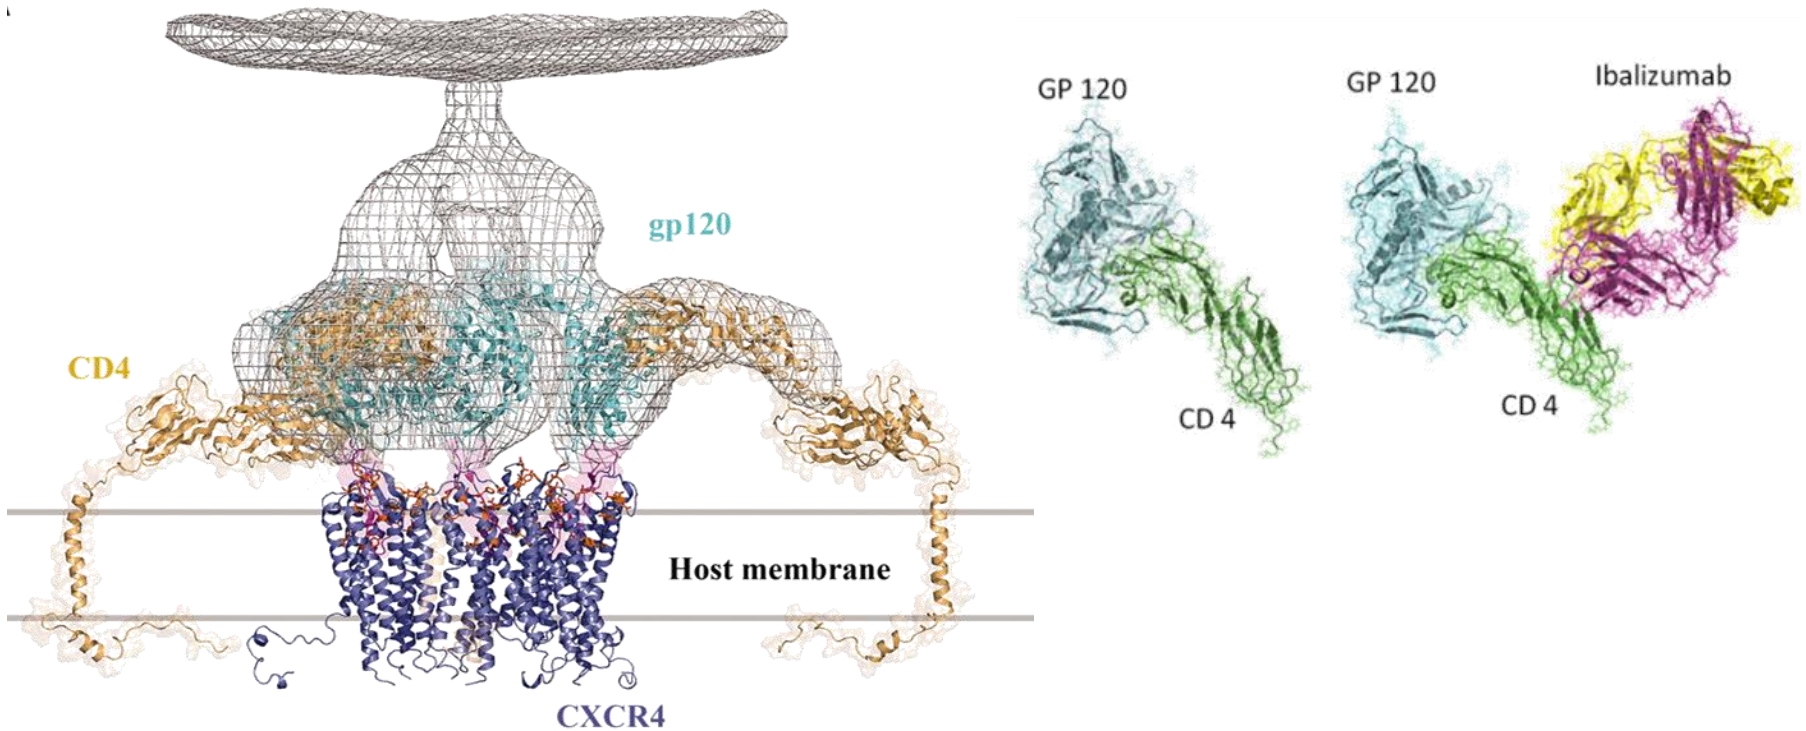 gp120
CD4
Host membrane
CXCR4
GP 120
CD 4
GP 120
Ibalizumab
CD 4